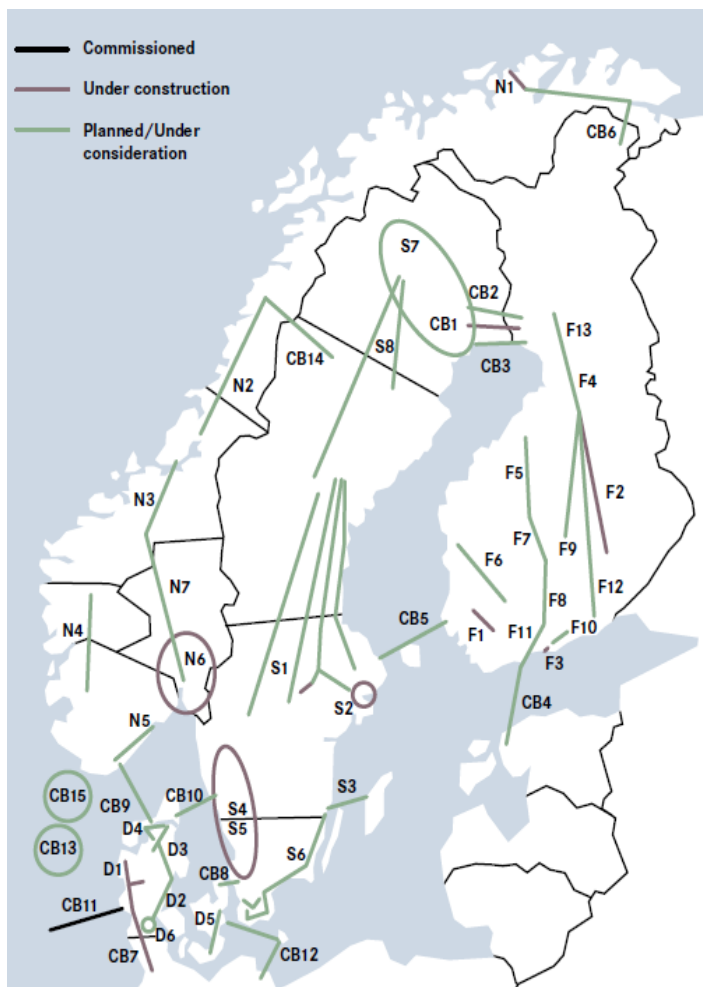 Commissioned
Under construction
Planned/Under
consideration
N1
CB6
S7
CB2
CB1
F13
CB14
S8
CB3
F4
N2
F5
F2
N3
F7
F9
F6
N7
F12
CB5
F8
N4
F1
F11
F10
N6
S1
F3
S2
CB4
N5
CB15
CB9
CB10
S3
S4
D4
S5
CB13
D3
D1
S6
CB8
D2
CB11
D5
D6
CB7
CB12